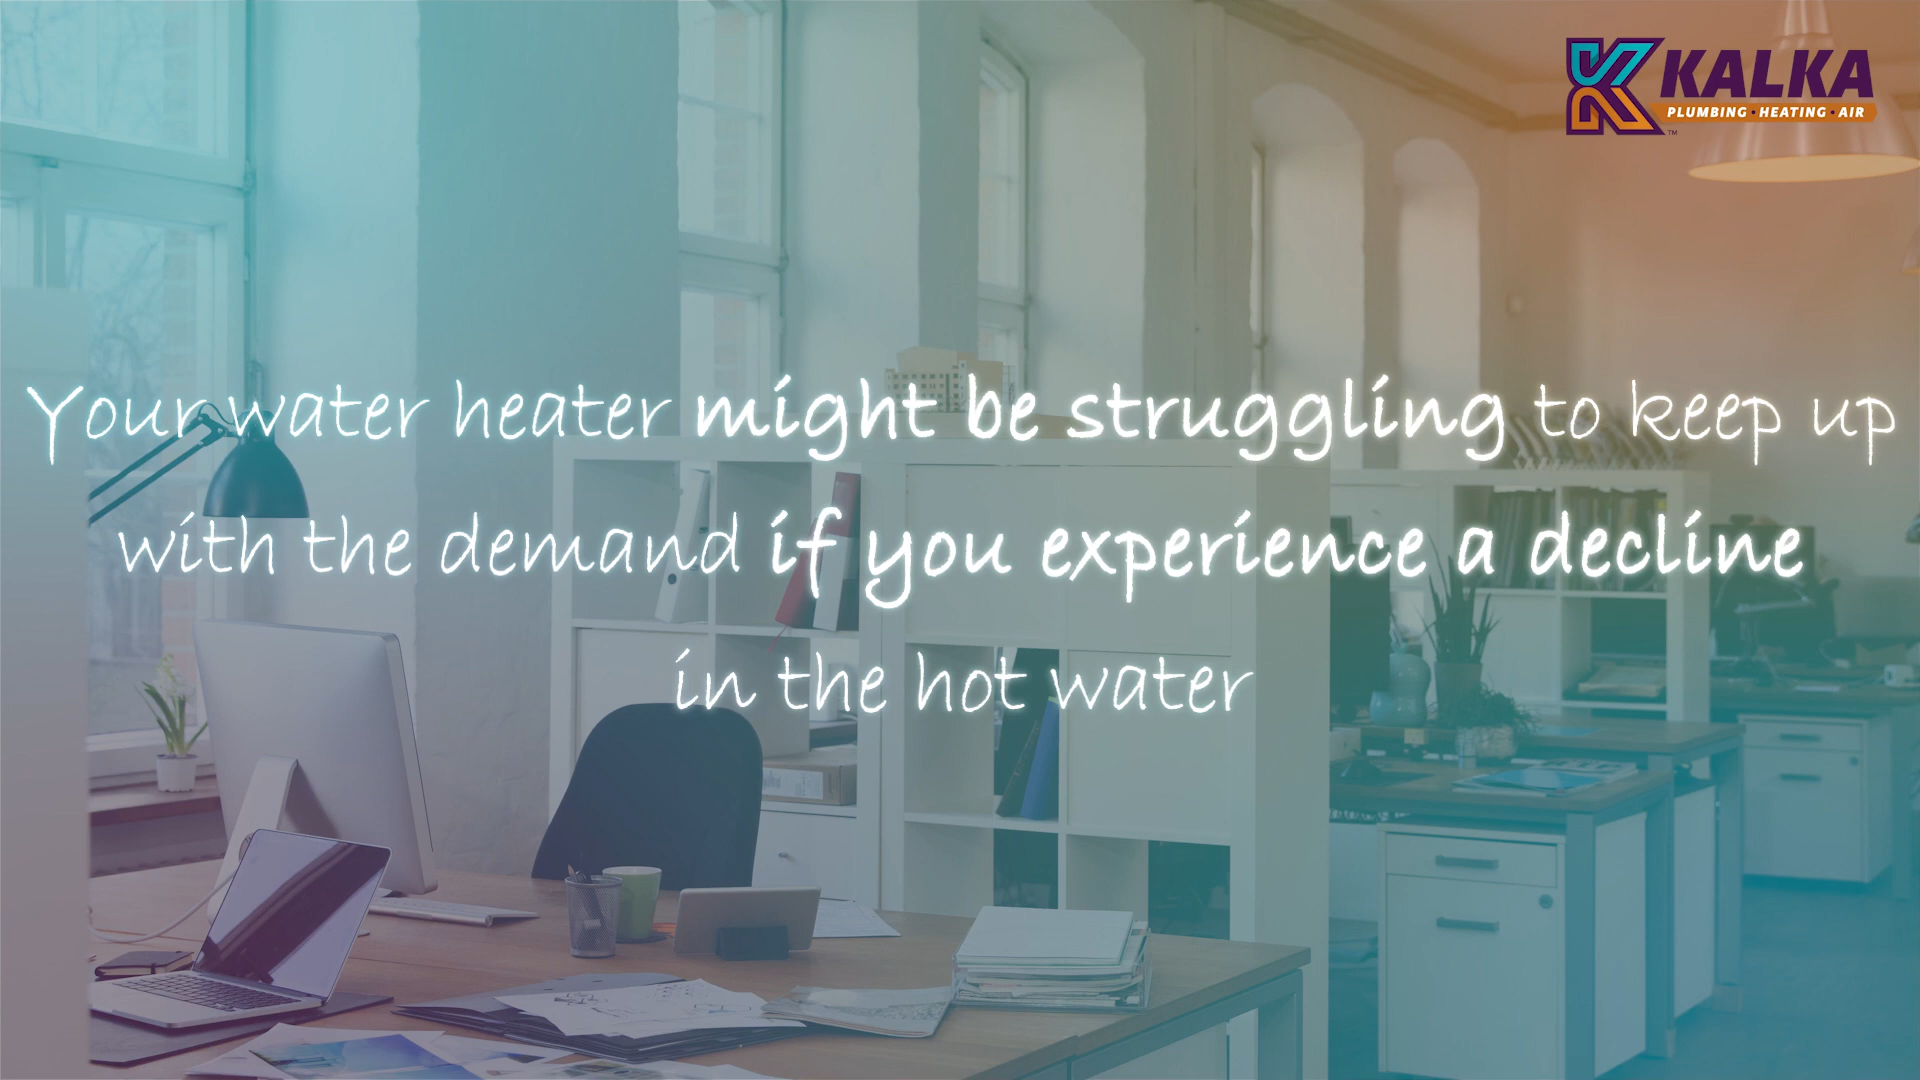 KALKA
PLUMBING · HEATING · AIR
TM
Your water heater might be struggling to keep up
with the demand if you experience a decline
in the hot water